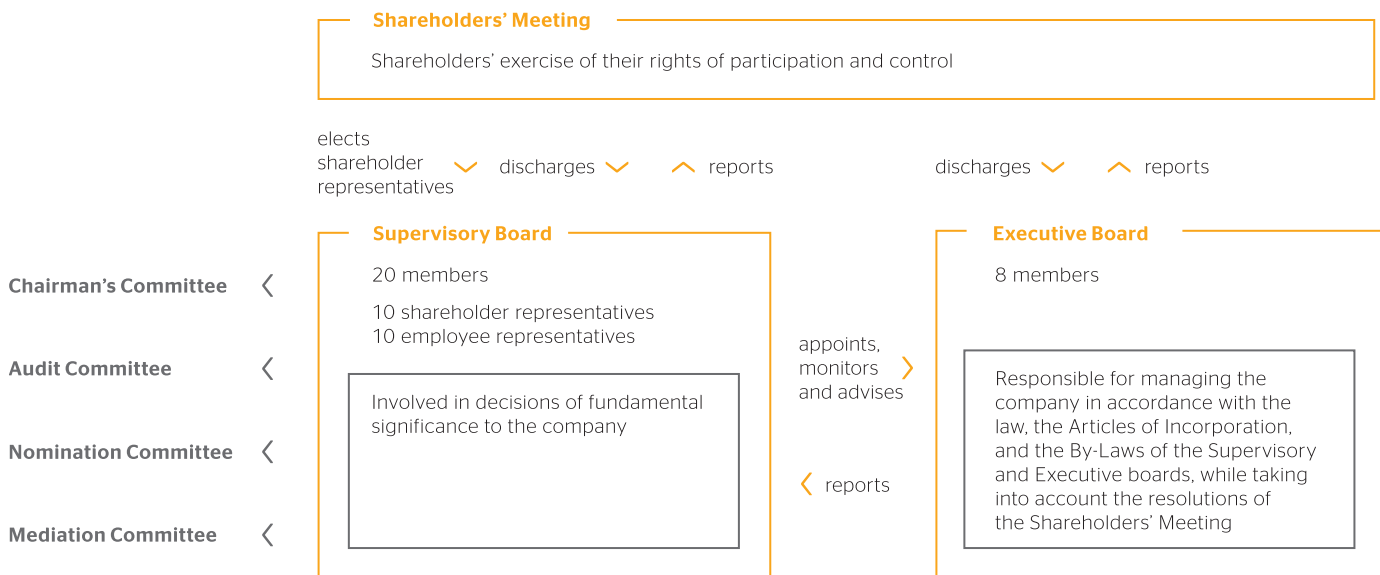 Shareholders’ Meeting
Shareholders’ exercise of their rights of participation and control
elects
shareholder
representatives
discharges
reports
discharges
reports
Chairman’s Committee
Audit Committee
Nomination Committee
Mediation Committee
Supervisory Board
20 members
10 shareholder representatives
10 employee representatives
Involved in decisions of fundamental
significance to the company
appoints,
monitors
and advises
reports
Executive Board
8 members
Responsible for managing the
company in accordance with the
law, the Articles of Incorporation,
and the By-Laws of the Supervisory
and Executive boards, while taking
into account the resolutions of
the Shareholders’ Meeting